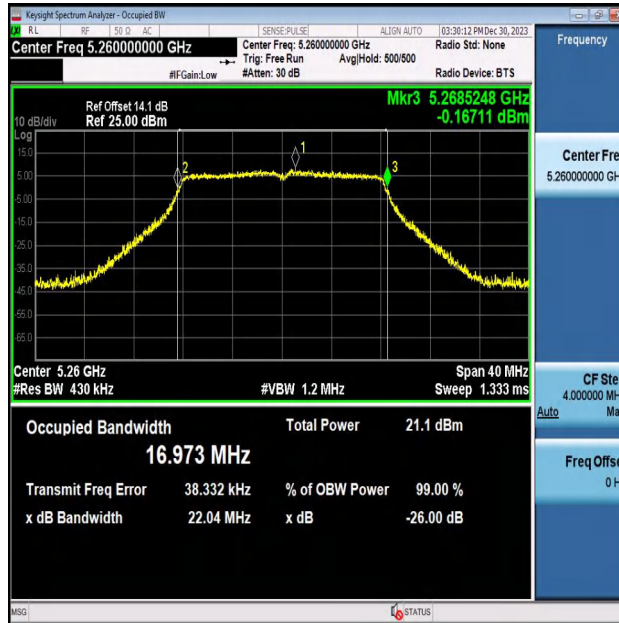 Keysight Spectrum Analyzer - Occupied BW
RL RF 50 Ω AC SENSE:PULSE ALIGN AUTO 03:30:12 PM Dec 30, 2023
Center Freq 5.260000000 GHz
Center Freq: 5.260000000 GHz
Radio Std: None
Trig: Free Run Avg|Hold: 500/500
#IFGain:Low
#Atten: 30 dB
Radio Device: BTS
Frequency
Ref Offset 14.1 dB
10 dB/div Ref 25.00 dBm
Mkr3 5.2685248 GHz
-0.16711 dBm
Log
15.0
5.00
-5.00
-15.0
-25.0
-35.0
-45.0
-55.0
-65.0
1
2
3
Center 5.26 GHz
Span 40 MHz
#Res BW 430 kHz
#VBW 1.2 MHz
Sweep 1.333 ms
Occupied Bandwidth
16.973 MHz
Total Power 21.1 dBm
Transmit Freq Error 38.332 kHz % of OBW Power 99.00 %
x dB Bandwidth 22.04 MHz x dB -26.00 dB
Center Fre
5.260000000 GH
CF Ste
4.000000 MH
Auto Ma
Freq Offse
0 H
MSG
STATUS